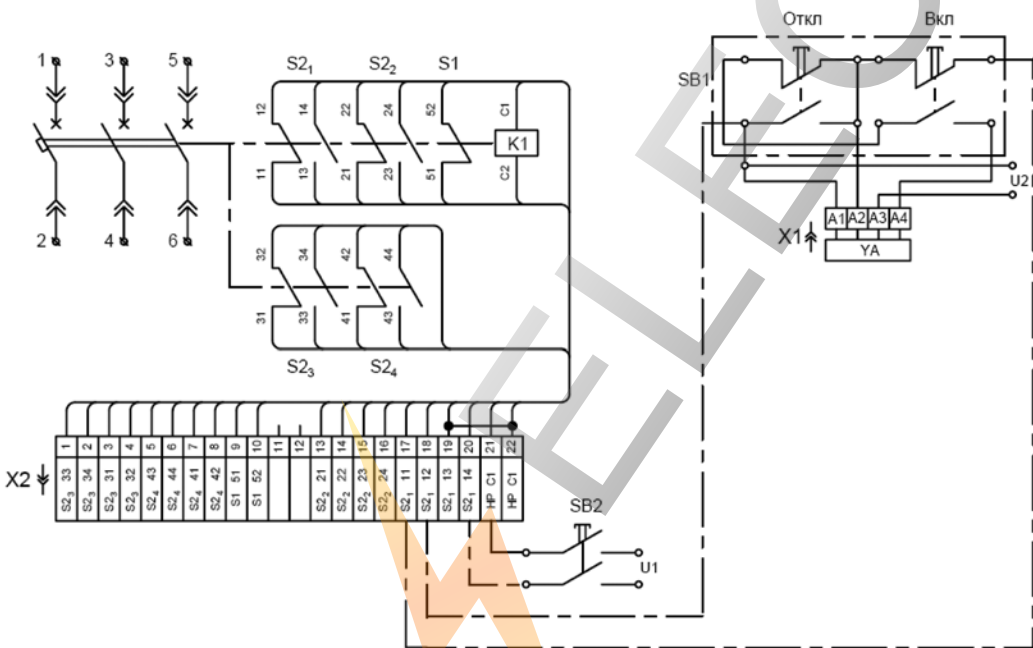 Откл Вкл
1 3 5
S2₁ S2₂ S1
SB1
12 14 22 24 52 C1
K1
11 13 21 23 51 C2
U2
A1 A2 A3 A4
X1
YA
2 4 6
32 34 42 44
31 33 41 43
S2₃ S2₄
X2
1 2 3 4 5 6 7 8 9 10 11 12 13 14 15 16 17 18 19 20 21 22
S2₃ 33
S2₃ 34
S2₃ 31
S2₃ 32
S2₄ 43
S2₄ 44
S2₄ 41
S2₄ 42
S1 51
S1 52
S2₂ 21
S2₂ 22
S2₂ 23
S2₂ 24
S2₁ 11
S2₁ 12
S2₁ 13
S2₁ 14
HP C1
HP C1
SB2
U1
ELEC